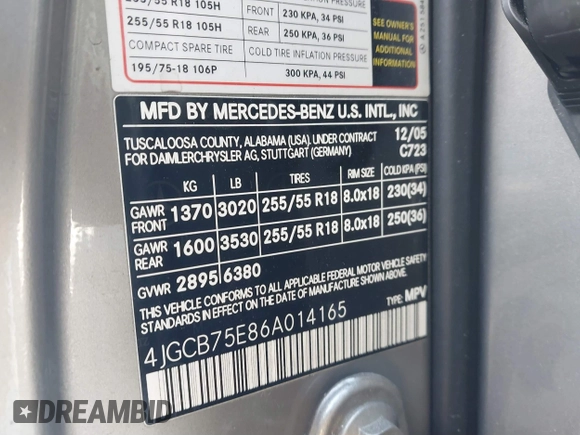 255/55 R18 105H FRONT 230 KPA, 34 PSI
255/55 R18 105H REAR 250 KPA, 36 PSI
COMPACT SPARE TIRE COLD TIRE INFLATION PRESSURE
195/75-18 106P 300 KPA, 44 PSI
SEE OWNER'S
MANUAL FOR
ADDITIONAL
INFORMATION
MFD BY MERCEDES-BENZ U.S. INTL., INC
TUSCALOOSA COUNTY, ALABAMA (USA). UNDER CONTRACT 12/05
FOR DAIMLERCHRYSLER AG, STUTTGART (GERMANY) C723
KG LB TIRES RIM SIZE COLD KPA (PSI)
GAWR FRONT 1370 3020 255/55 R18 8.0x18 230(34)
GAWR REAR 1600 3530 255/55 R18 8.0x18 250(36)
GVWR 2895 6380
THIS VEHICLE CONFORMS TO ALL APPLICABLE FEDERAL MOTOR VEHICLE SAFETY
STANDARDS IN EFFECT ON THE DATE OF MANUFACTURE SHOWN ABOVE.
4JGCB75E86A014165 TYPE: MPV
DREAMBID